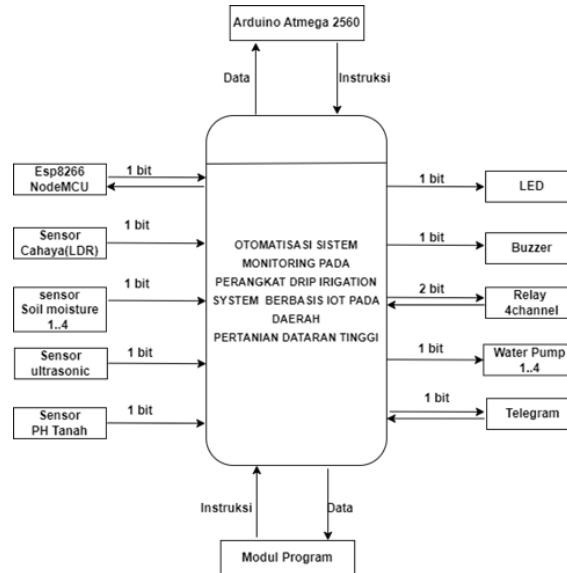 Arduino Atmega 2560
Data
Instruksi
Esp8266
NodeMCU
1 bit
1 bit
LED
Sensor
Cahaya(LDR)
1 bit
1 bit
Buzzer
sensor
Soil moisture
1..4
1 bit
OTOMATISASI SISTEM
MONITORING PADA
PERANGKAT DRIP IRIGATION
SYSTEM BERBASIS IOT PADA
DAERAH
PERTANIAN DATARAN TINGGI
2 bit
Relay
4channel
Sensor
ultrasonic
1 bit
1 bit
Water Pump
1..4
Sensor
PH Tanah
1 bit
1 bit
Telegram
Instruksi
Data
Modul Program